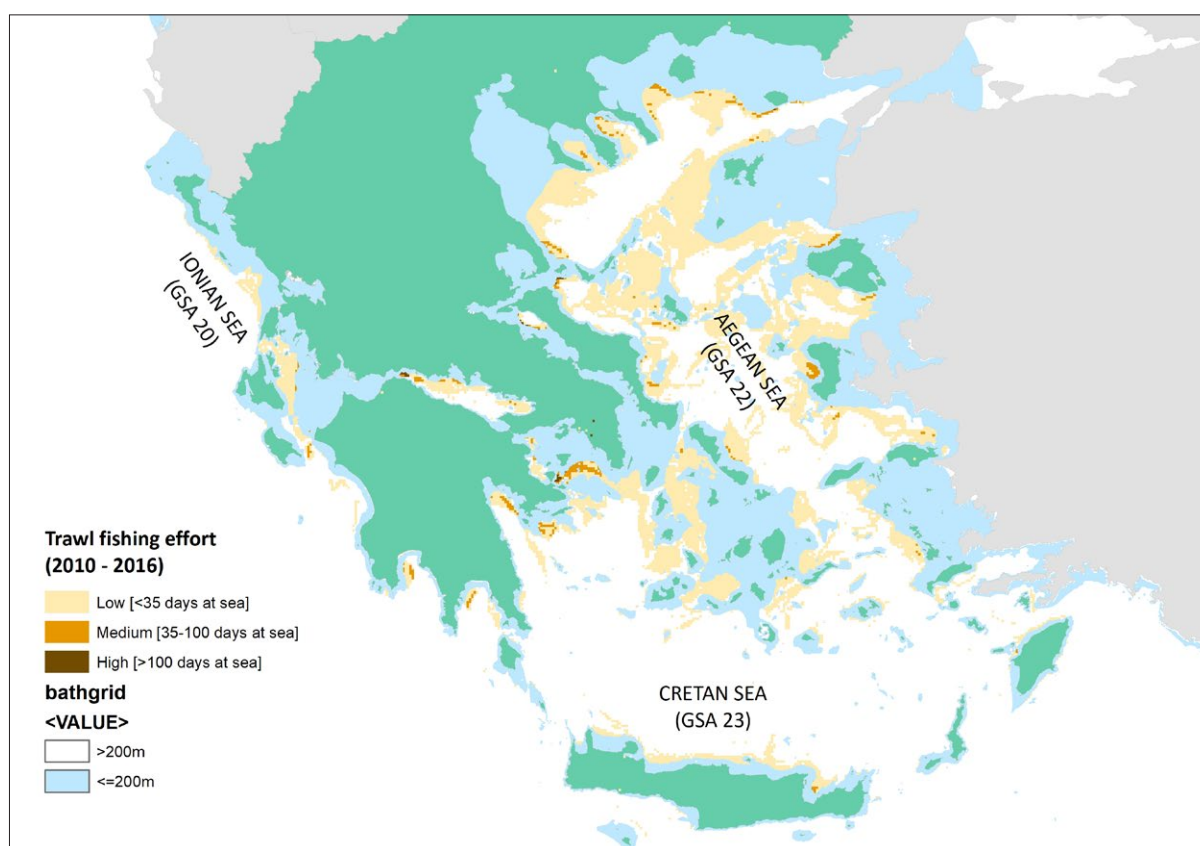 IONIAN SEA
(GSA 20)
AEGEAN SEA
(GSA 22)
CRETAN SEA
(GSA 23)
Trawl fishing effort
(2010 - 2016)
Low [<35 days at sea]
Medium [35-100 days at sea]
High [>100 days at sea]
bathgrid
<VALUE>
>200m
<=200m